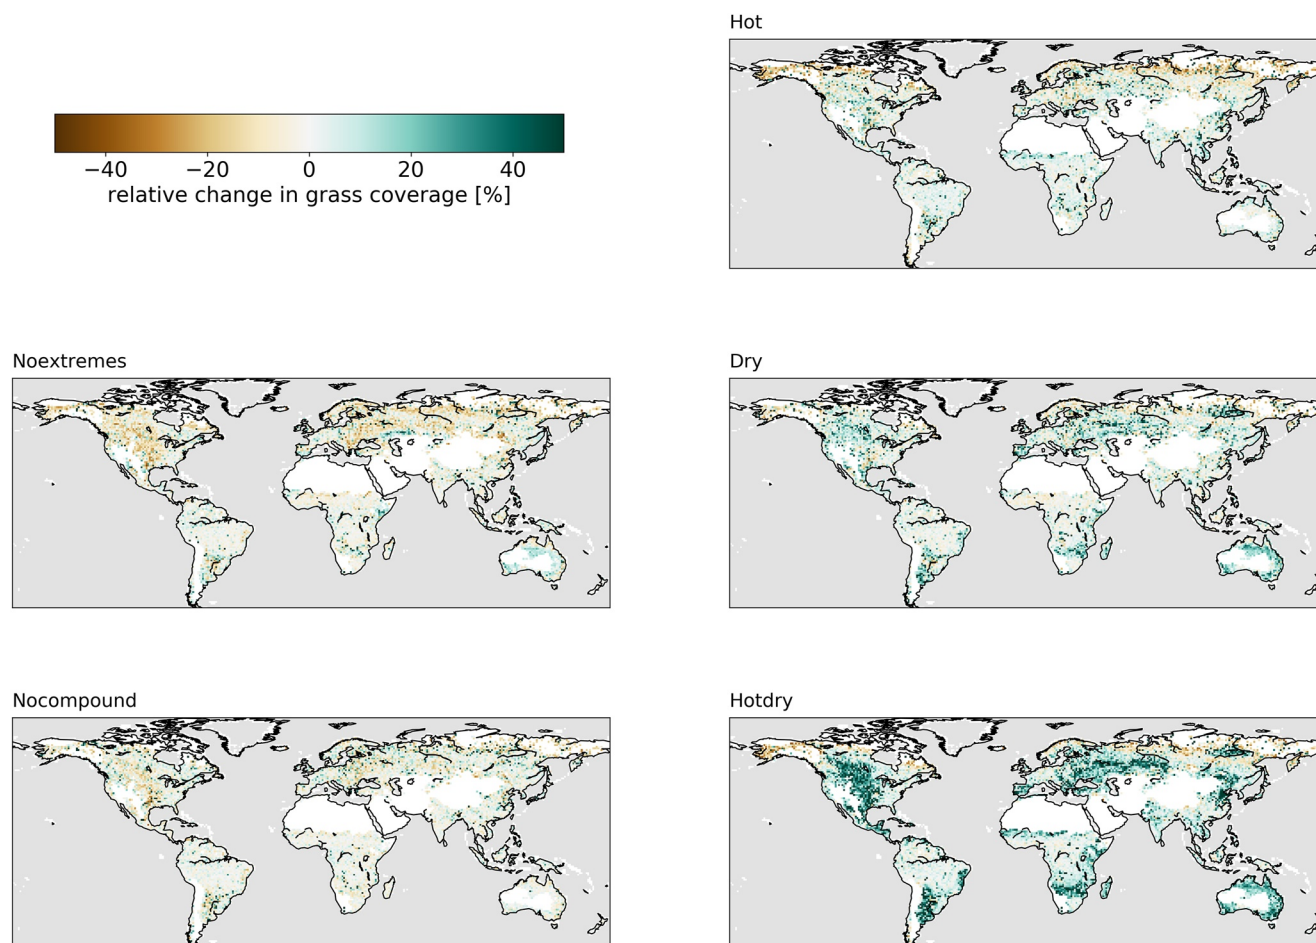 Hot
−40 −20 0 20 40
relative change in grass coverage [%]
Noextremes
Dry
Nocompound
Hotdry